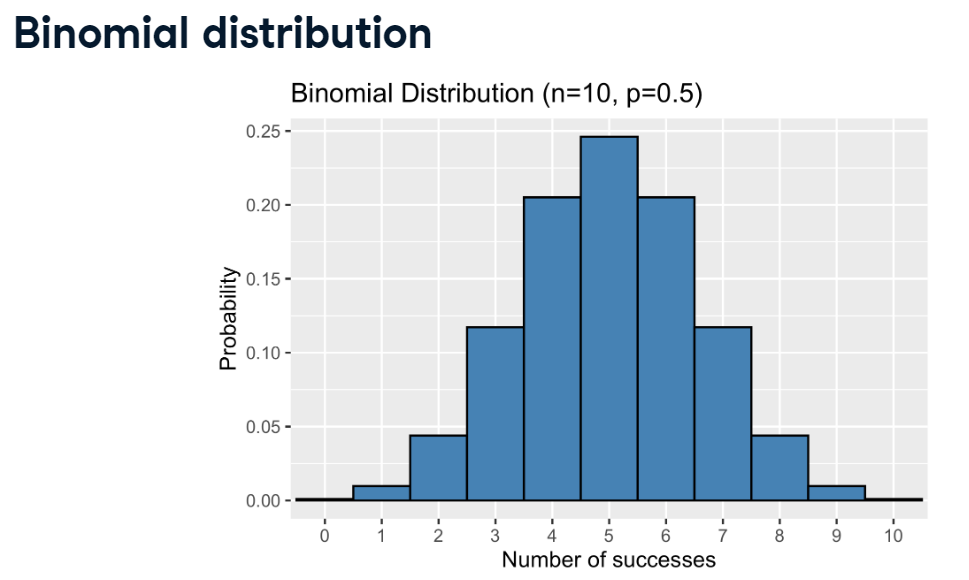 Binomial distribution
Binomial Distribution (n=10, p=0.5)
0.25
0.20
0.15
0.10
0.05
0.00
Probability
0 1 2 3 4 5 6 7 8 9 10
Number of successes